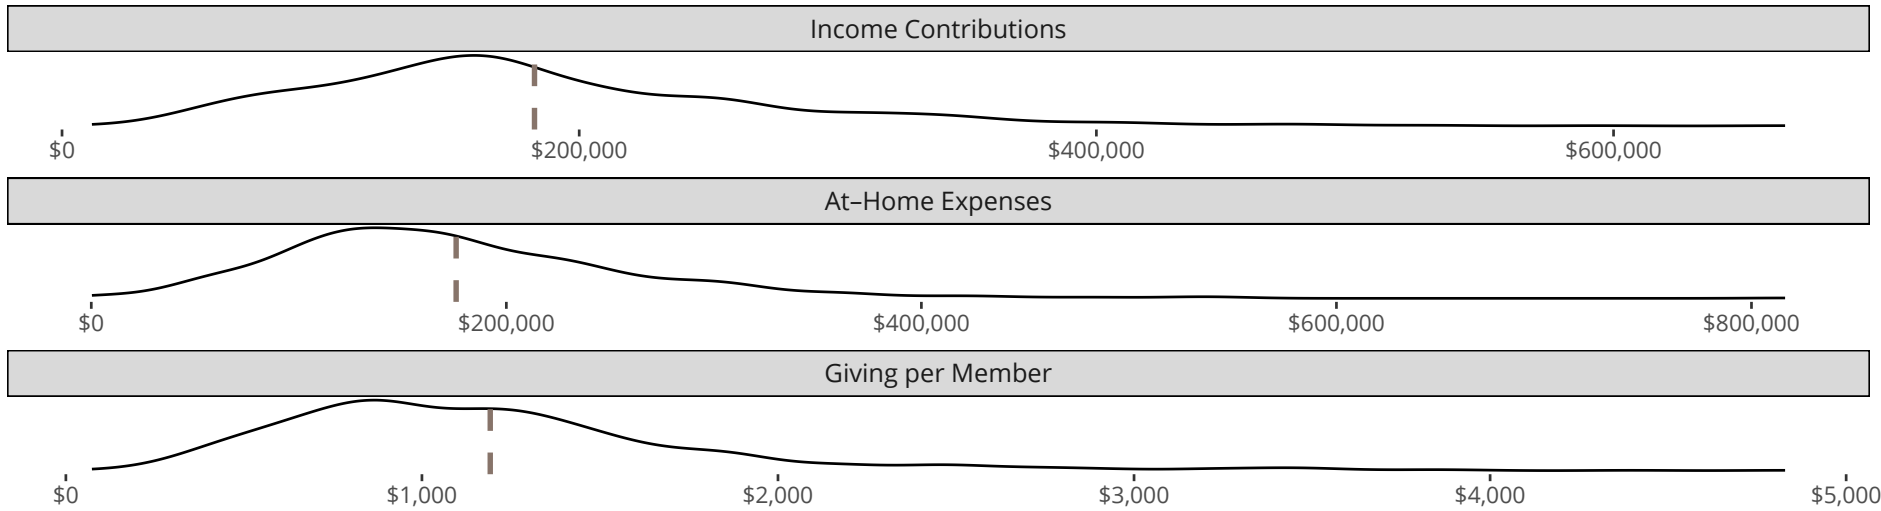 Income Contributions
$0 $200,000 $400,000 $600,000
At–Home Expenses
$0 $200,000 $400,000 $600,000 $800,000
Giving per Member
$0 $1,000 $2,000 $3,000 $4,000 $5,000